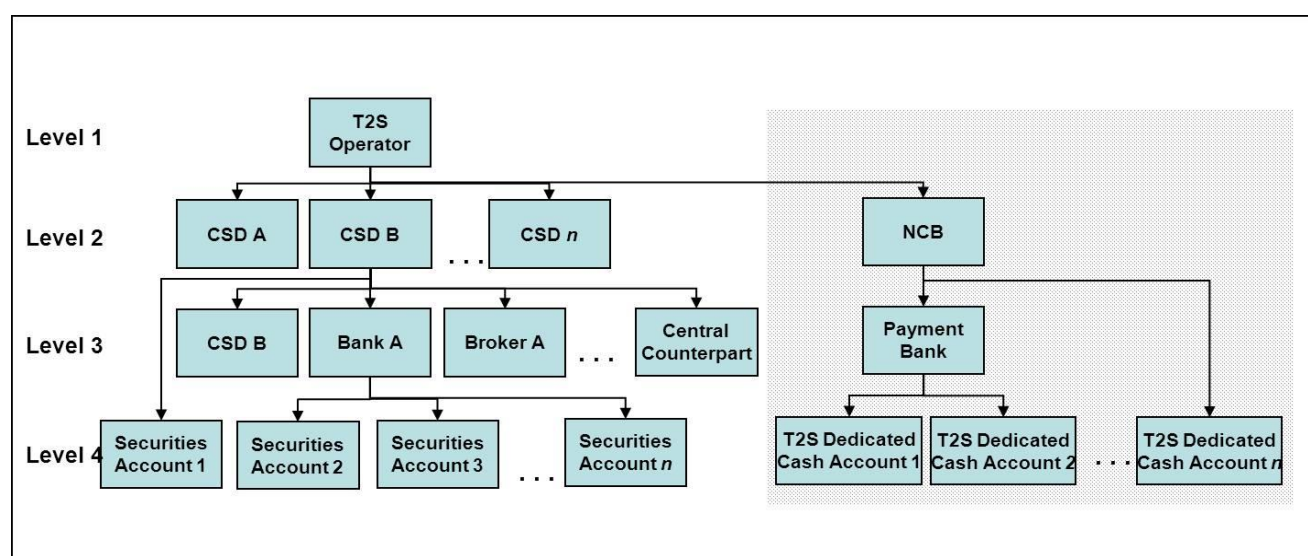 Level 1
T2S
Operator
Level 2
CSD A
CSD B
. . .
CSD n
NCB
Level 3
CSD B
Bank A
Broker A
. . .
Central
Counterpart
Payment
Bank
Level 4
Securities
Account 1
Securities
Account 2
Securities
Account 3
. . .
Securities
Account n
T2S Dedicated
Cash Account 1
T2S Dedicated
Cash Account 2
. . .
T2S Dedicated
Cash Account n